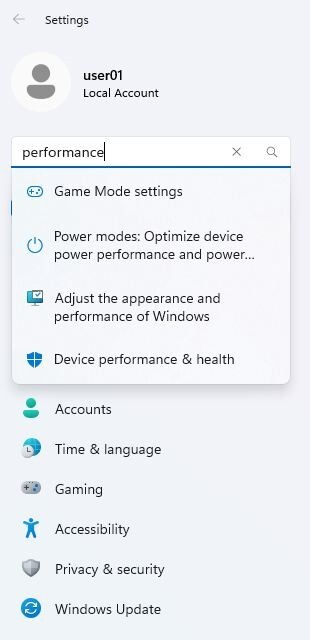 Settings
user01
Local Account
performance
Game Mode settings
Power modes: Optimize device
power performance and power...
Adjust the appearance and
performance of Windows
Device performance & health
Accounts
Time & language
Gaming
Accessibility
Privacy & security
Windows Update